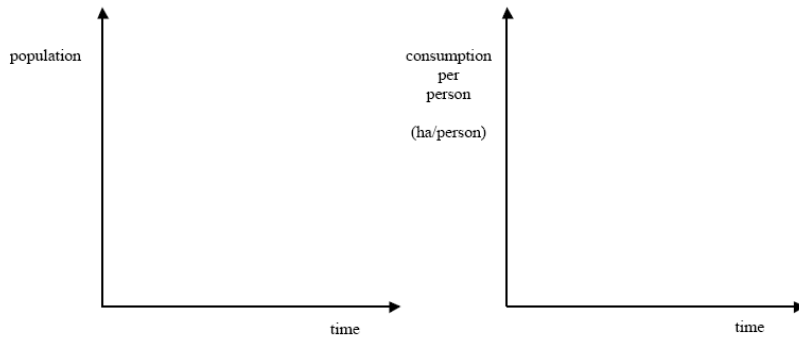 population
time
consumption
per
person
(ha/person)
time